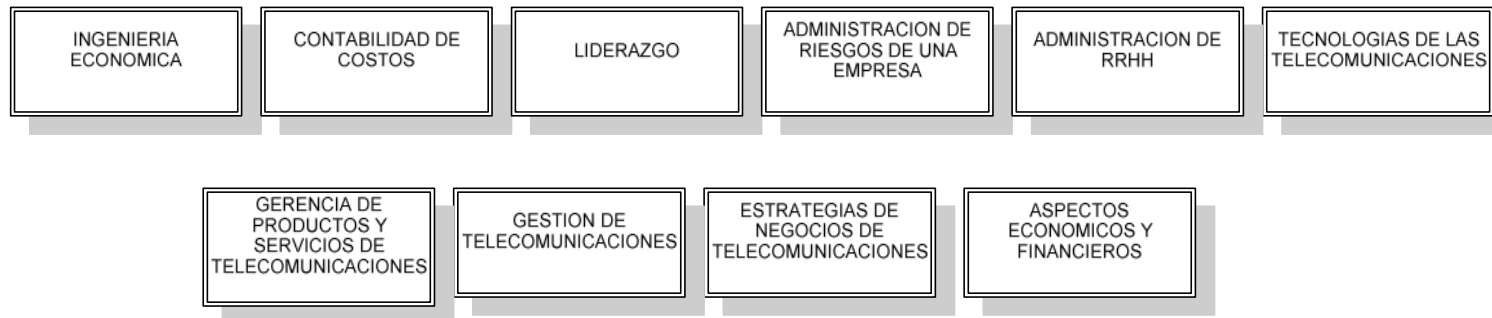 INGENIERIA
ECONOMICA
CONTABILIDAD DE
COSTOS
LIDERAZGO
ADMINISTRACION DE
RIESGOS DE UNA
EMPRESA
ADMINISTRACION DE
RRHH
TECNOLOGIAS DE LAS
TELECOMUNICACIONES
GERENCIA DE
PRODUCTOS Y
SERVICIOS DE
TELECOMUNICACIONES
GESTION DE
TELECOMUNICACIONES
ESTRATEGIAS DE
NEGOCIOS DE
TELECOMUNICACIONES
ASPECTOS
ECONOMICOS Y
FINANCIEROS